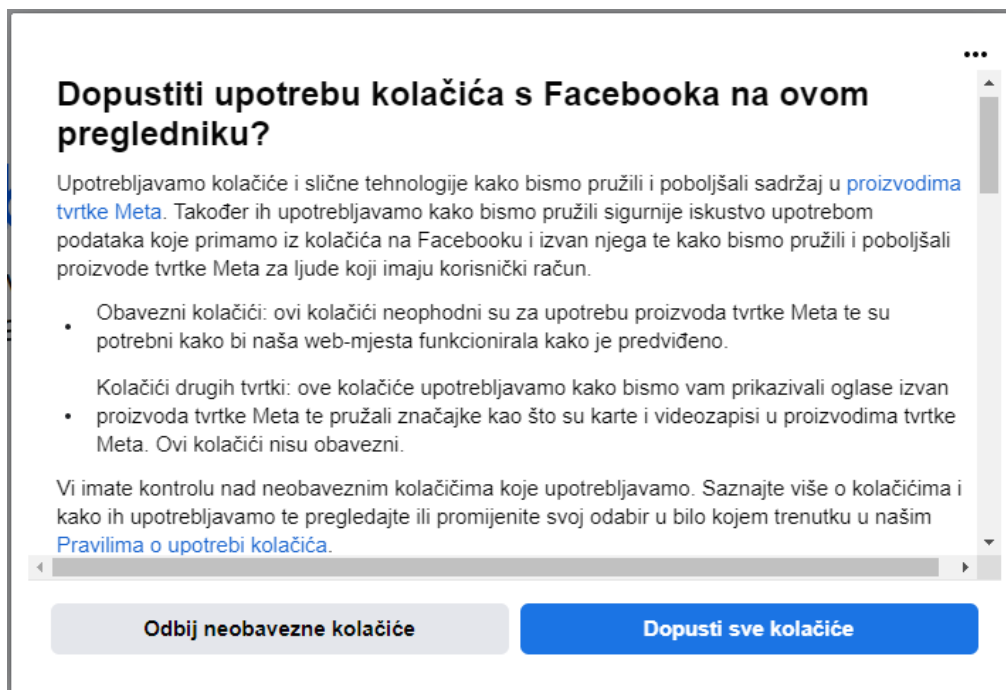 Dopustiti upotrebu kolačića s Facebooka na ovom
pregledniku?
Upotrebljavamo kolačiće i slične tehnologije kako bismo pružili i poboljšali sadržaj u proizvodima
tvrtke Meta. Također ih upotrebljavamo kako bismo pružili sigurnije iskustvo upotrebom
podataka koje primamo iz kolačića na Facebooku i izvan njega te kako bismo pružili i poboljšali
proizvode tvrtke Meta za ljude koji imaju korisnički račun.
• Obavezni kolačići: ovi kolačići neophodni su za upotrebu proizvoda tvrtke Meta te su
potrebni kako bi naša web-mjesta funkcionirala kako je predviđeno.
Kolačići drugih tvrtki: ove kolačiće upotrebljavamo kako bismo vam prikazivali oglase izvan
• proizvoda tvrtke Meta te pružali značajke kao što su karte i videozapisi u proizvodima tvrtke
Meta. Ovi kolačići nisu obavezni.
Vi imate kontrolu nad neobaveznim kolačičima koje upotrebljavamo. Saznajte više o kolačićima i
kako ih upotrebljavamo te pregledajte ili promijenite svoj odabir u bilo kojem trenutku u našim
Pravilima o upotrebi kolačića.
Odbij neobavezne kolačiće
Dopusti sve kolačiće